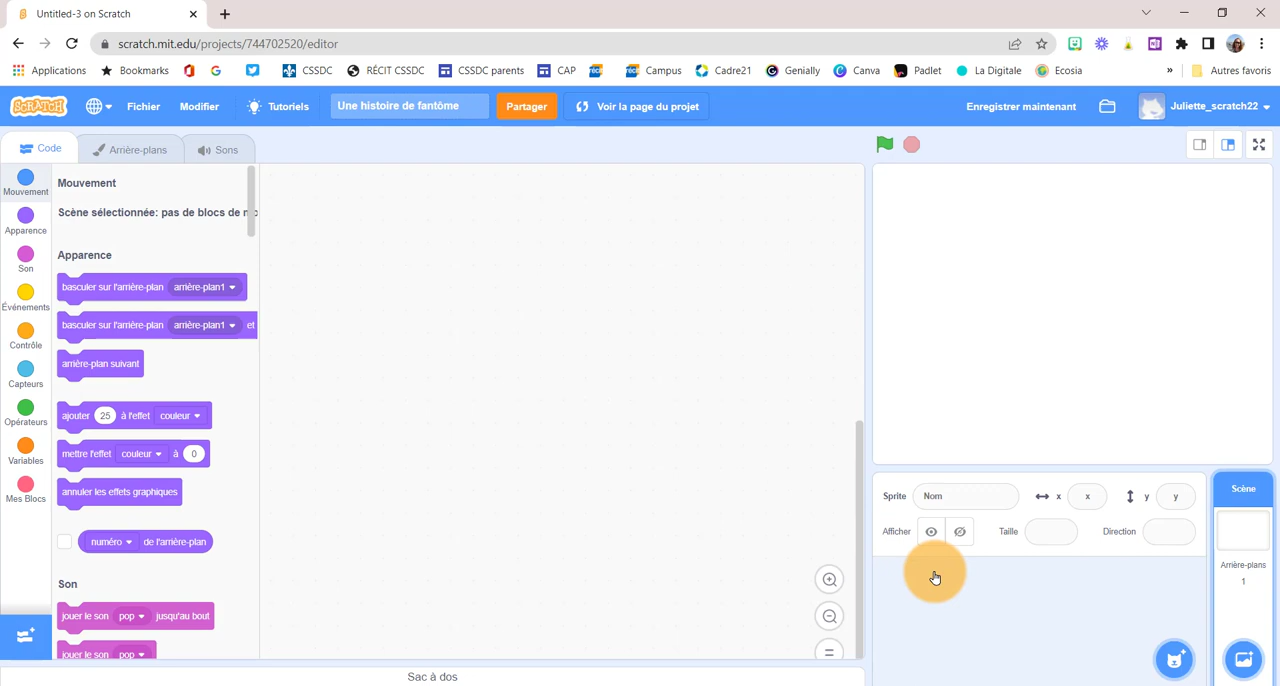 Untitled-3 on Scratch
scratch.mit.edu/projects/744702520/editor
Applications Bookmarks CSSDC RÉCIT CSSDC CSSDC parents CAP Campus Cadre21 Genially Canva Padlet La Digitale Ecosia » Autres favoris
SCRATCH Fichier Modifier Tutoriels Une histoire de fantôme Partager Voir la page du projet Enregistrer maintenant Juliette_scratch22
Code Arrière-plans Sons
Mouvement
Apparence
Son
Événements
Contrôle
Capteurs
Opérateurs
Variables
Mes Blocs
Mouvement
Scène sélectionnée: pas de blocs de
Apparence
basculer sur l'arrière-plan arrière-plan1
basculer sur l'arrière-plan arrière-plan1 et
arrière-plan suivant
ajouter 25 à l'effet couleur
mettre l'effet couleur à 0
annuler les effets graphiques
numéro de l'arrière-plan
Son
jouer le son pop jusqu'au bout
jouer le son pop
Sac à dos
Sprite Nom x x y y
Afficher Taille Direction
Scène
Arrière-plans
1